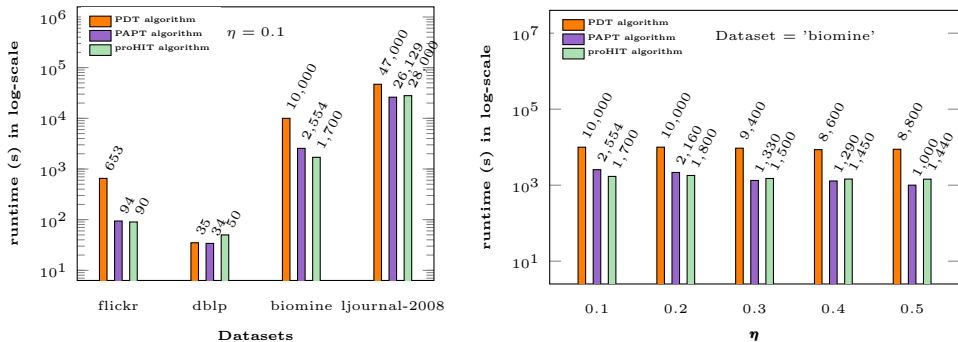 PDT algorithm
PAPT algorithm
proHIT algorithm
η = 0.1
runtime (s) in log-scale
10^6
10^5
10^4
10^3
10^2
10^1
653
94
90
35
34
50
10,000
2,554
1,700
47,000
26,129
28,000
flickr
dblp
biomine
ljournal-2008
Datasets
PDT algorithm
PAPT algorithm
proHIT algorithm
Dataset = 'biomine'
runtime (s) in log-scale
10^7
10^5
10^3
10^1
10,000
2,554
1,700
10,000
2,160
1,800
9,400
1,330
1,500
8,600
1,290
1,450
8,800
1,000
1,440
0.1
0.2
0.3
0.4
0.5
η